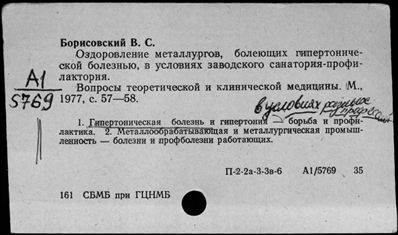 Борисовский В. С.
Оздоровление металлургов, болеющих гипертониче-
ской болезнью, в условиях заводского санатория-профи-
лактория.
А1/5769
Вопросы теоретической и клинической медицины. М.,
1977, с. 57—58.
в условиях разных
1. Гипертоническая болезнь и гипертония — борьба и профи-
лактика. 2. Металлообрабатывающая и металлургическая промыш-
ленность — болезни и профболезни работающих.
П-2-2а-3-3в-6 А1/5769 35
161 СБМБ при ГЦНМБ